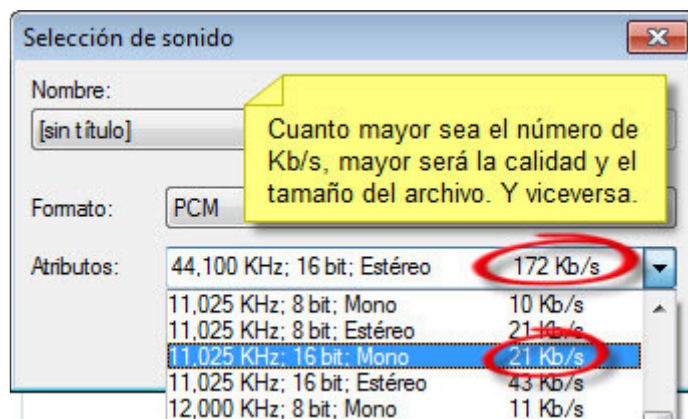 Selección de sonido
Nombre:
[sin título]
Cuanto mayor sea el número de
Kb/s, mayor será la calidad y el
tamaño del archivo. Y viceversa.
Formato:
PCM
Atributos:
44,100 KHz; 16 bit; Estéreo 172 Kb/s
11,025 KHz; 8 bit; Mono 10 Kb/s
11,025 KHz; 8 bit; Estéreo 21 Kb/s
11,025 KHz; 16 bit; Mono 21 Kb/s
11,025 KHz; 16 bit; Estéreo 43 Kb/s
12,000 KHz; 8 bit; Mono 11 Kb/s